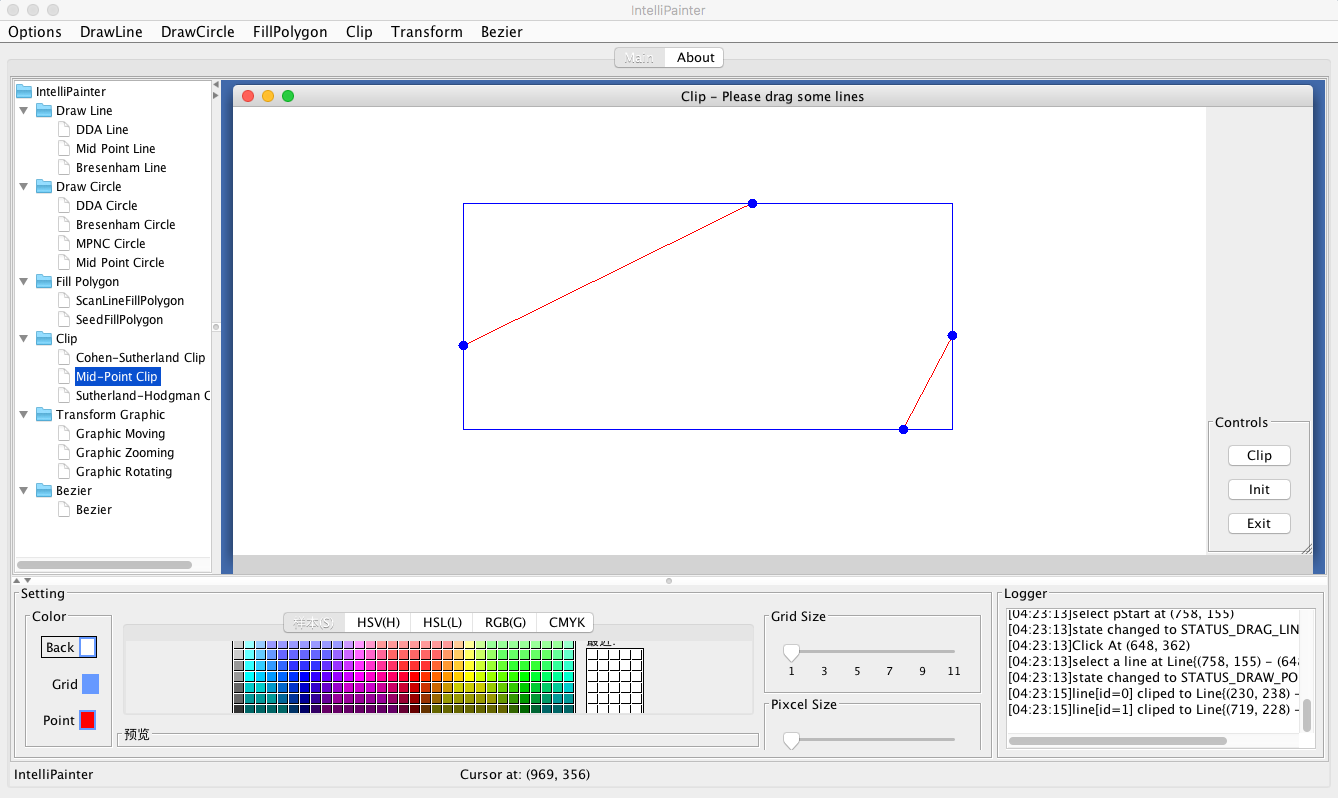 IntelliPainter
Options DrawLine DrawCircle FillPolygon Clip Transform Bezier
Main About
IntelliPainter
Draw Line
DDA Line
Mid Point Line
Bresenham Line
Draw Circle
DDA Circle
Bresenham Circle
MPNC Circle
Mid Point Circle
Fill Polygon
ScanLineFillPolygon
SeedFillPolygon
Clip
Cohen-Sutherland Clip
Mid-Point Clip
Sutherland-Hodgman C
Transform Graphic
Graphic Moving
Graphic Zooming
Graphic Rotating
Bezier
Bezier
Clip - Please drag some lines
Controls
Clip
Init
Exit
Setting
Color
Back
Grid
Point
样本(S) HSV(H) HSL(L) RGB(G) CMYK
最近:
预览
Grid Size
1 3 5 7 9 11
Pixcel Size
Logger
[04:23:13]select pStart at (758, 155)
[04:23:13]state changed to STATUS_DRAG_LIN
[04:23:13]Click At (648, 362)
[04:23:13]select a line at Line{(758, 155) - (648
[04:23:13]state changed to STATUS_DRAW_PO
[04:23:15]line[id=0] cliped to Line{(230, 238) -
[04:23:15]line[id=1] cliped to Line{(719, 228) -
IntelliPainter
Cursor at: (969, 356)